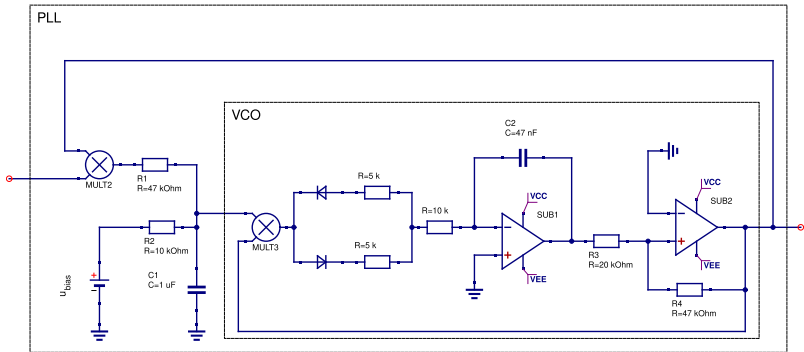 PLL
VCO
C2
C=47 nF
R=5 k
VCC
SUB1
VCC
SUB2
MULT2
R1
R=47 kOhm
R=10 k
MULT3
R=5 k
R2
R=10 kOhm
R3
R=20 kOhm
VEE
VEE
C1
C=1 uF
Ubias
R4
R=47 kOhm